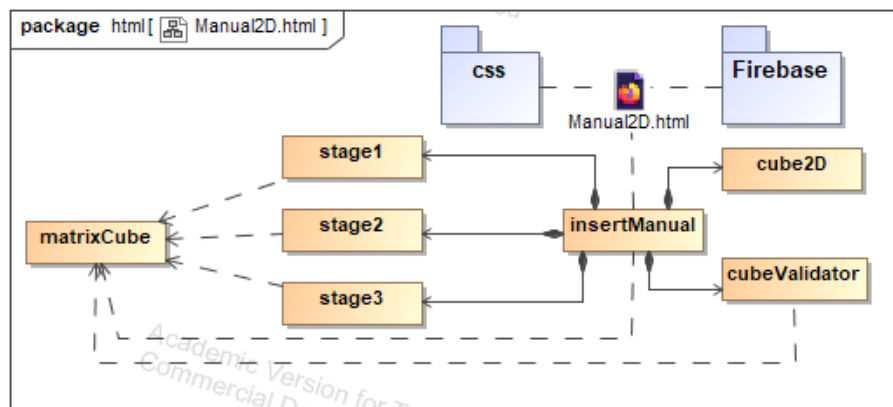 package html[ Manual2D.html ]
css
Firebase
Manual2D.html
stage1
cube2D
stage2
insertManual
matrixCube
cubeValidator
stage3
Academic Version for T
Commercial D